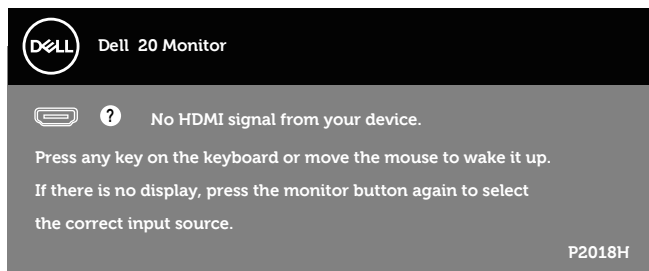 DELL
Dell 20 Monitor
? No HDMI signal from your device.
Press any key on the keyboard or move the mouse to wake it up.
If there is no display, press the monitor button again to select
the correct input source.
P2018H